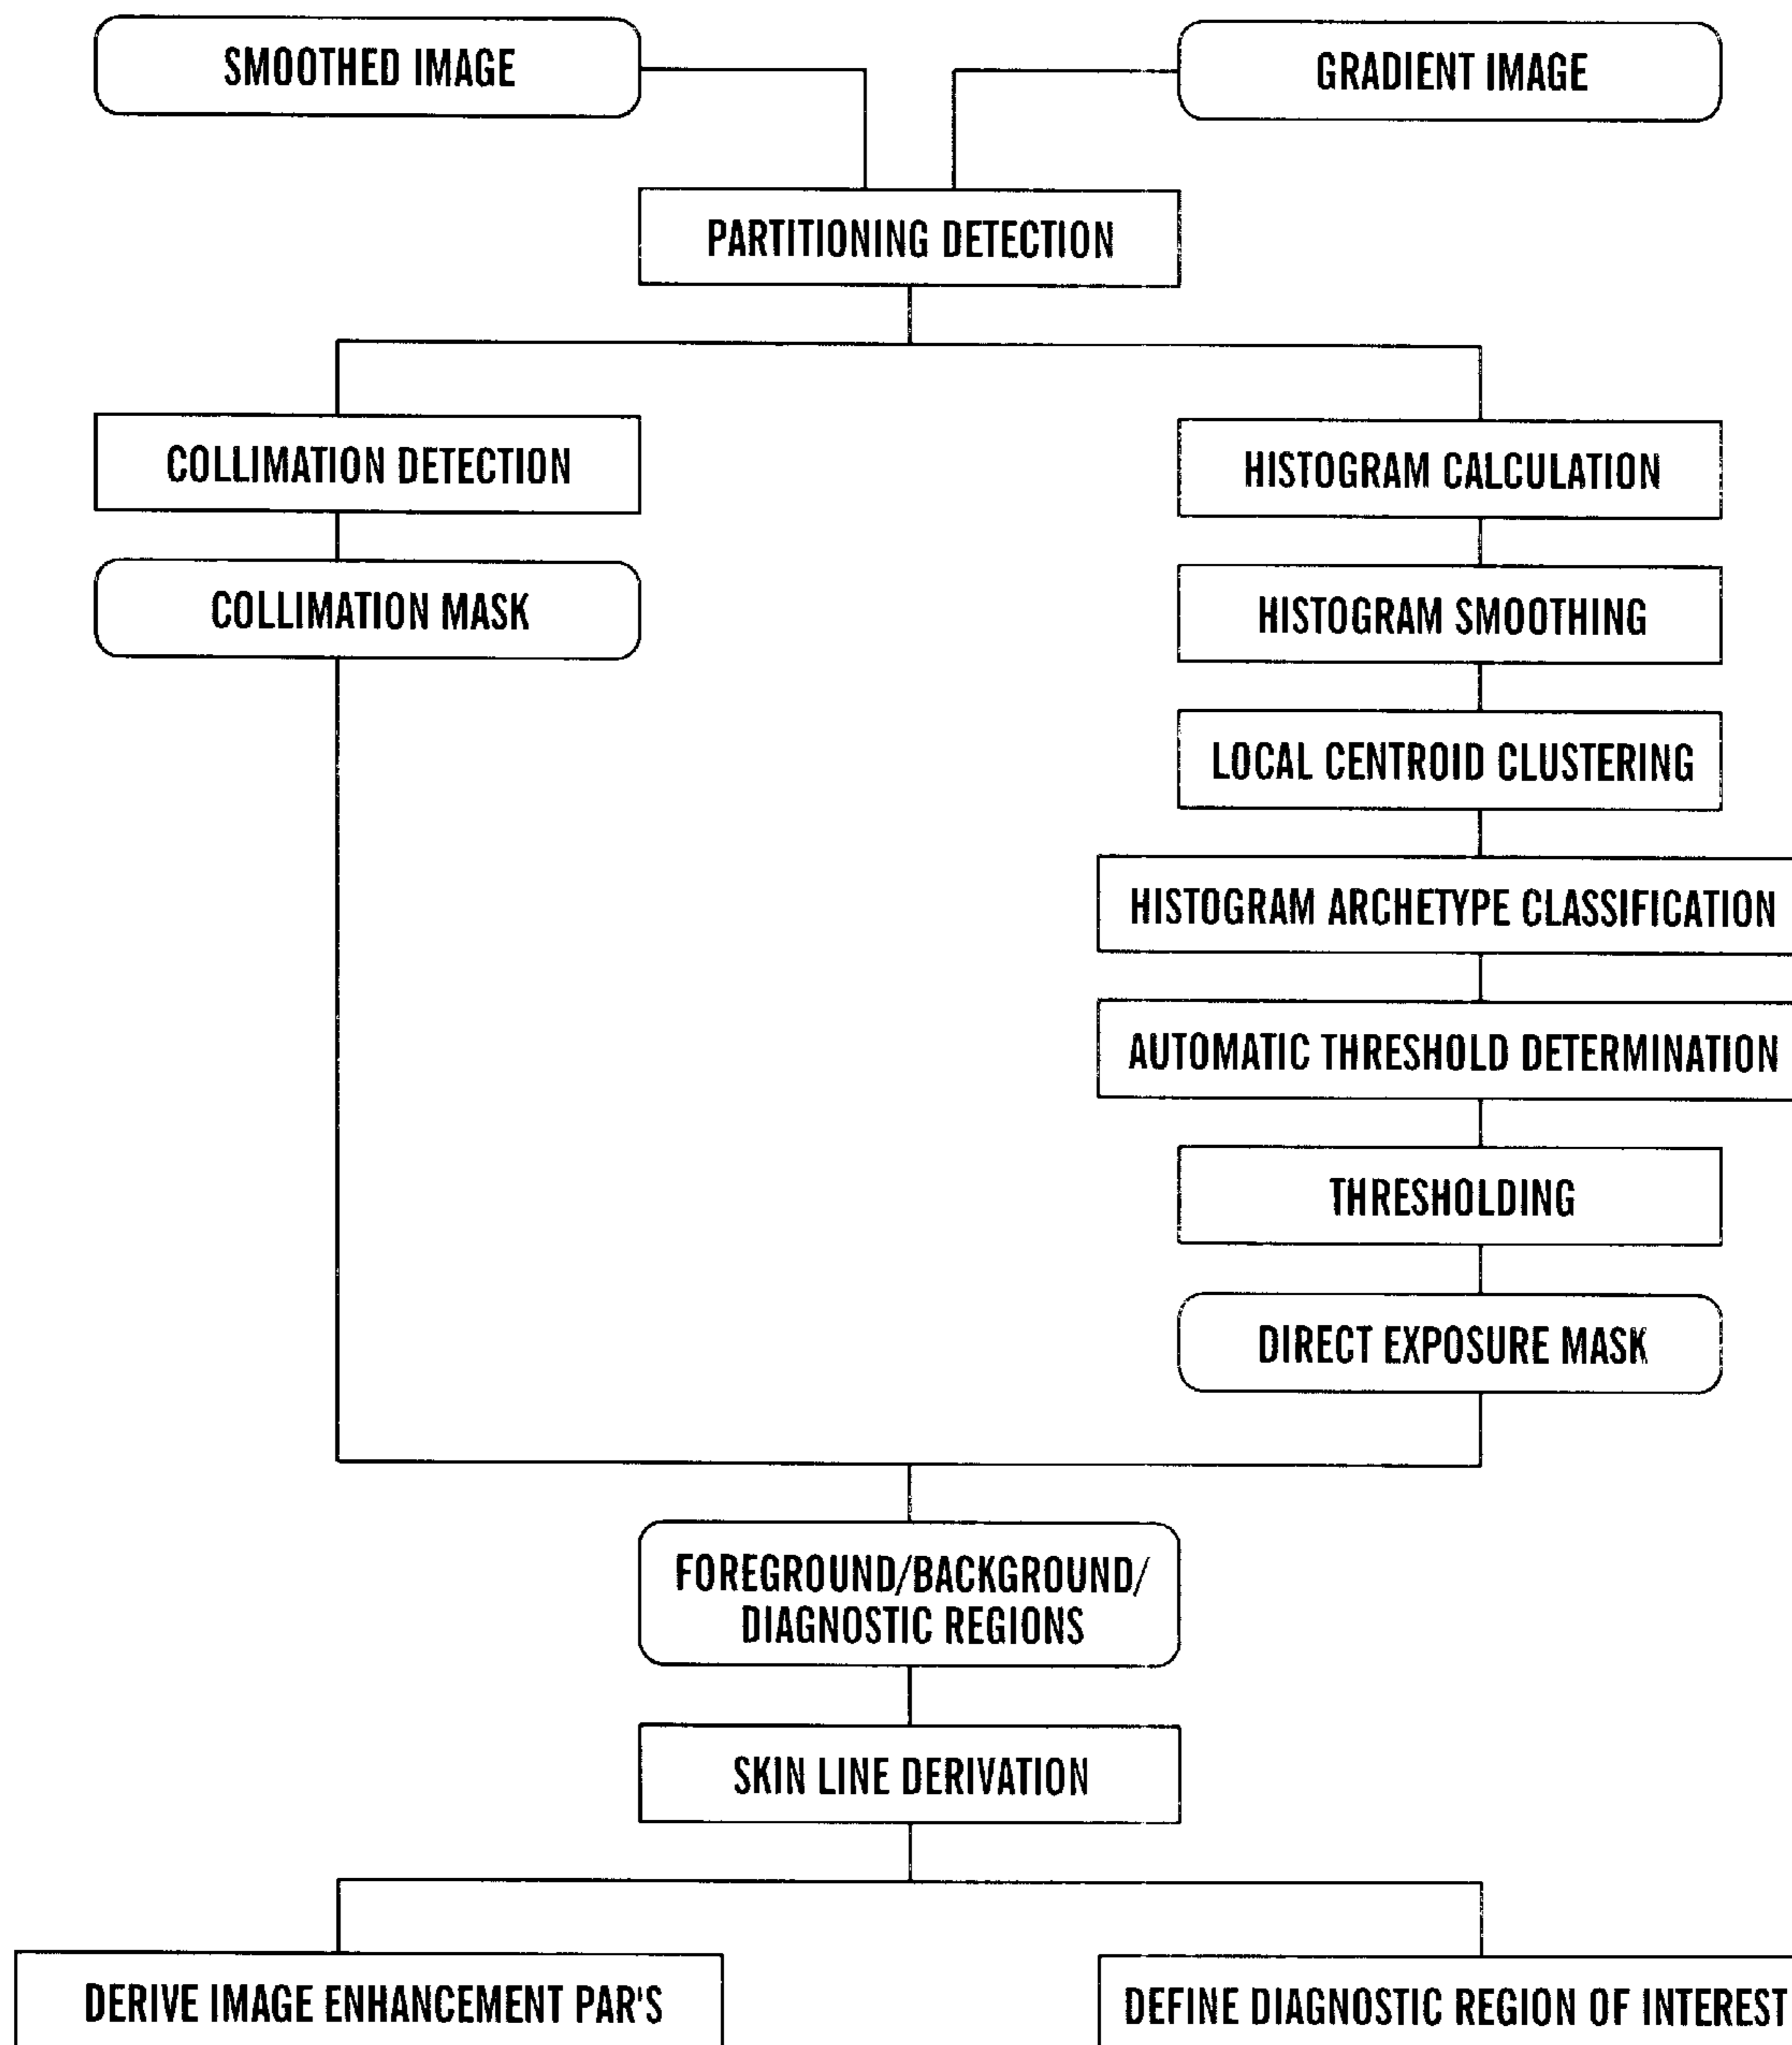 SMOOTHED IMAGE
GRADIENT IMAGE
PARTITIONING DETECTION
COLLIMATION DETECTION
HISTOGRAM CALCULATION
COLLIMATION MASK
HISTOGRAM SMOOTHING
LOCAL CENTROID CLUSTERING
HISTOGRAM ARCHETYPE CLASSIFICATION
AUTOMATIC THRESHOLD DETERMINATION
THRESHOLDING
DIRECT EXPOSURE MASK
FOREGROUND/BACKGROUND/
DIAGNOSTIC REGIONS
SKIN LINE DERIVATION
DERIVE IMAGE ENHANCEMENT PAR'S
DEFINE DIAGNOSTIC REGION OF INTEREST